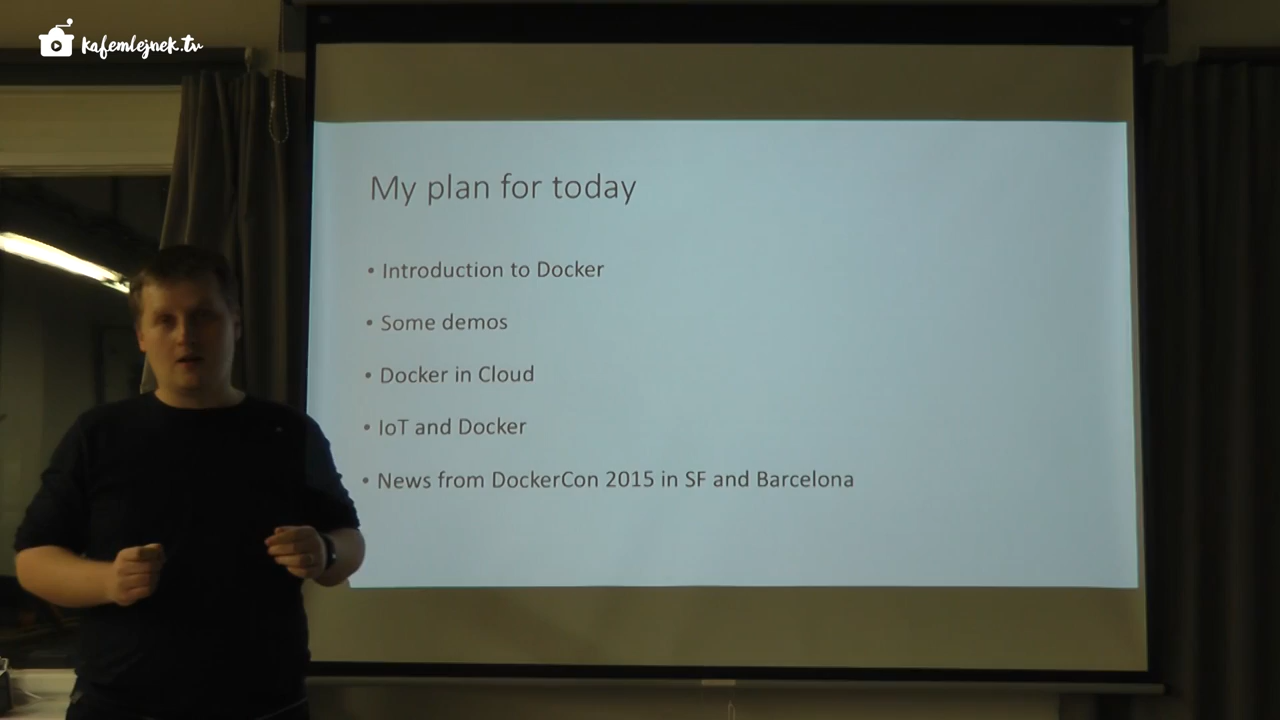 kafemlejnek.tv
My plan for today
• Introduction to Docker
• Some demos
• Docker in Cloud
• IoT and Docker
• News from DockerCon 2015 in SF and Barcelona